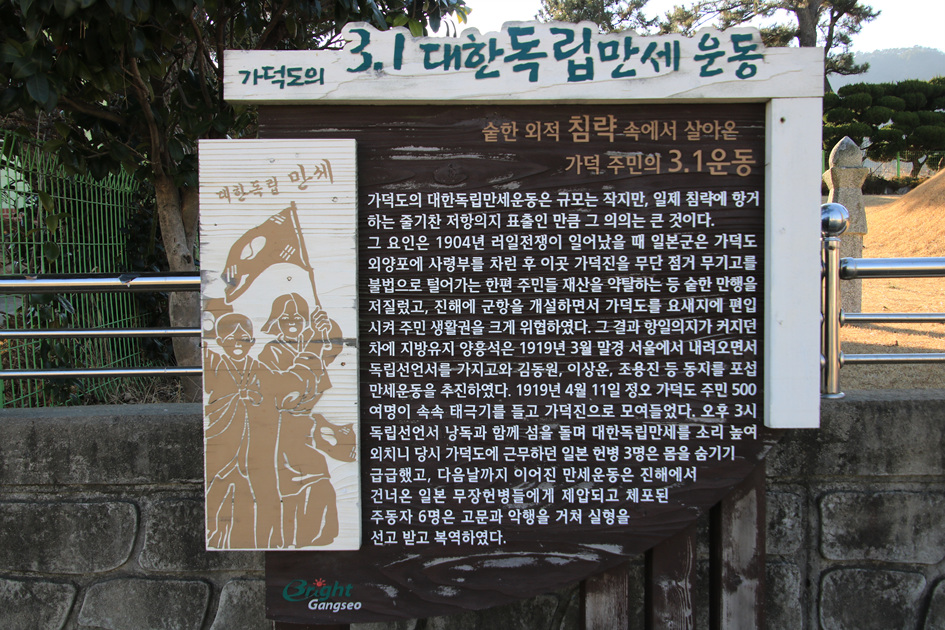 가덕도의 3.1 대한독립만세 운동
숱한 외적 침략 속에서 살아온
가덕 주민의 3.1운동
대한독립 만세
가덕도의 대한독립만세운동은 규모는 작지만, 일제 침략에 항거
하는 줄기찬 저항의지 표출인 만큼 그 의의는 큰 것이다.
그 요인은 1904년 러일전쟁이 일어났을 때 일본군은 가덕도
외양포에 사령부를 차린 후 이곳 가덕진을 무단 점거 무기고를
불법으로 털어가는 한편 주민들 재산을 약탈하는 등 숱한 만행을
저질렀고, 진해에 군항을 개설하면서 가덕도를 요새지에 편입
시켜 주민 생활권을 크게 위협하였다. 그 결과 항일의지가 커지던
차에 지방유지 양흥석은 1919년 3월 말경 서울에서 내려오면서
독립선언서를 가지고와 김동원, 이상윤, 조용진 등 동지를 포섭
만세운동을 추진하였다. 1919년 4월 11일 정오 가덕도 주민 500
여명이 속속 태극기를 들고 가덕진으로 모여들었다. 오후 3시
독립선언서 낭독과 함께 섬을 돌며 대한독립만세를 소리 높여
외치니 당시 가덕도에 근무하던 일본 헌병 3명은 몸을 숨기기
급급했고, 다음날까지 이어진 만세운동은 진해에서
건너온 일본 무장헌병들에게 제압되고 체포된
주동자 6명은 고문과 악행을 거쳐 실형을
선고 받고 복역하였다.
Bright
Gangseo